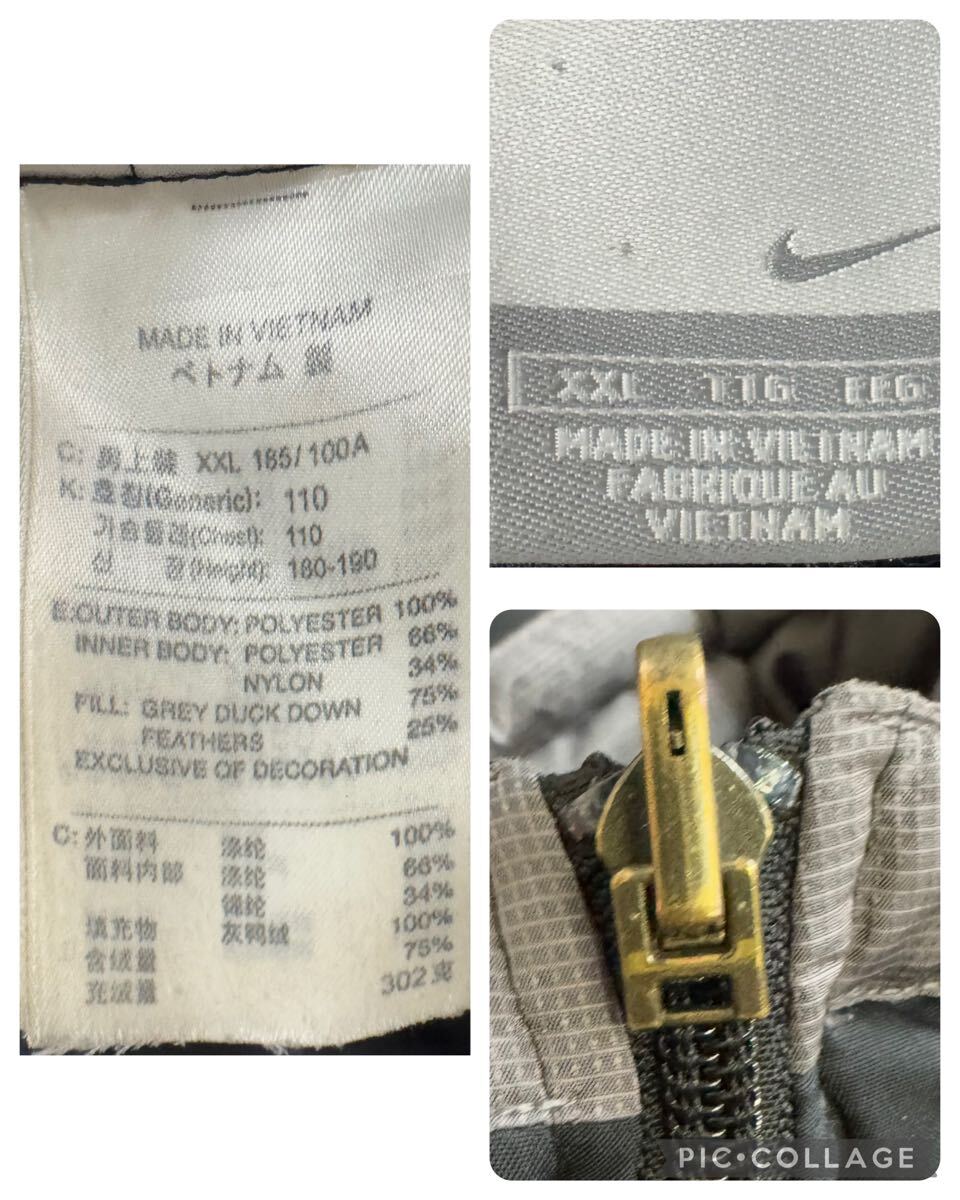 MADE IN VIETNAM
ベトナム 製
C: 男上装 XXL 185/100A
K: 호칭(Generic): 110
가슴둘레(Chest): 110
신 장(Height): 180-190
E:OUTER BODY: POLYESTER 100%
INNER BODY: POLYESTER 66%
NYLON 34%
FILL: GREY DUCK DOWN 75%
FEATHERS 25%
EXCLUSIVE OF DECORATION
C: 外面料 涤纶 100%
面料内部 涤纶 66%
锦纶 34%
填充物 灰鸭绒 100%
含绒量 75%
充绒量 302克
XXL TTG EEG
MADE IN VIETNAM
FABRIQUE AU
VIETNAM
PIC•COLLAGE